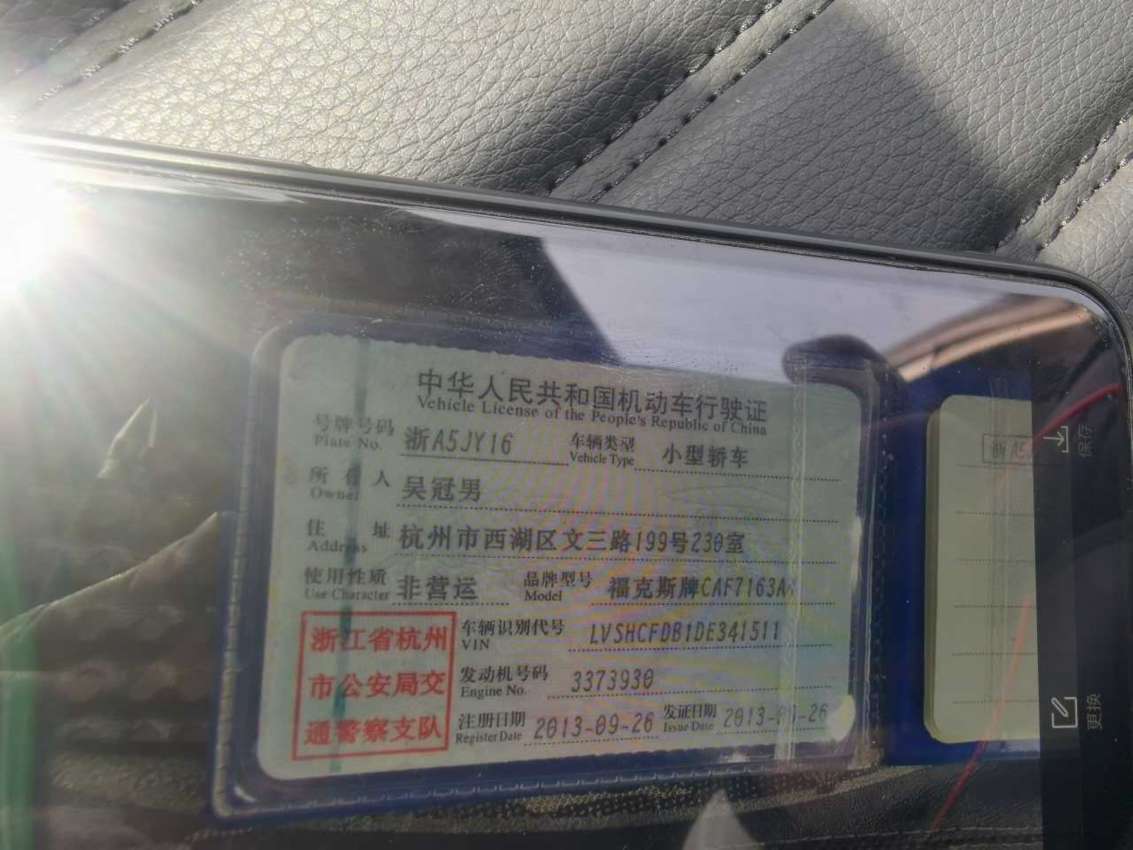 中华人民共和国机动车行驶证
Vehicle License of the People's Republic of China
号牌号码 浙A5JY16 车辆类型 小型轿车
Plate No. Vehicle Type
所有人 吴冠男
Owner
住址 杭州市西湖区文三路199号230室
Address
使用性质 非营运 品牌型号 福克斯牌CAF7163A4
Use Character Model
浙江省杭州
市公安局交
通警察支队
车辆识别代号 LVSHCFDB1DE341511
VIN
发动机号码 3373930
Engine No.
注册日期 2013-09-26 发证日期 2013-09-26
Register Date Issue Date
浙A5
保存
更换